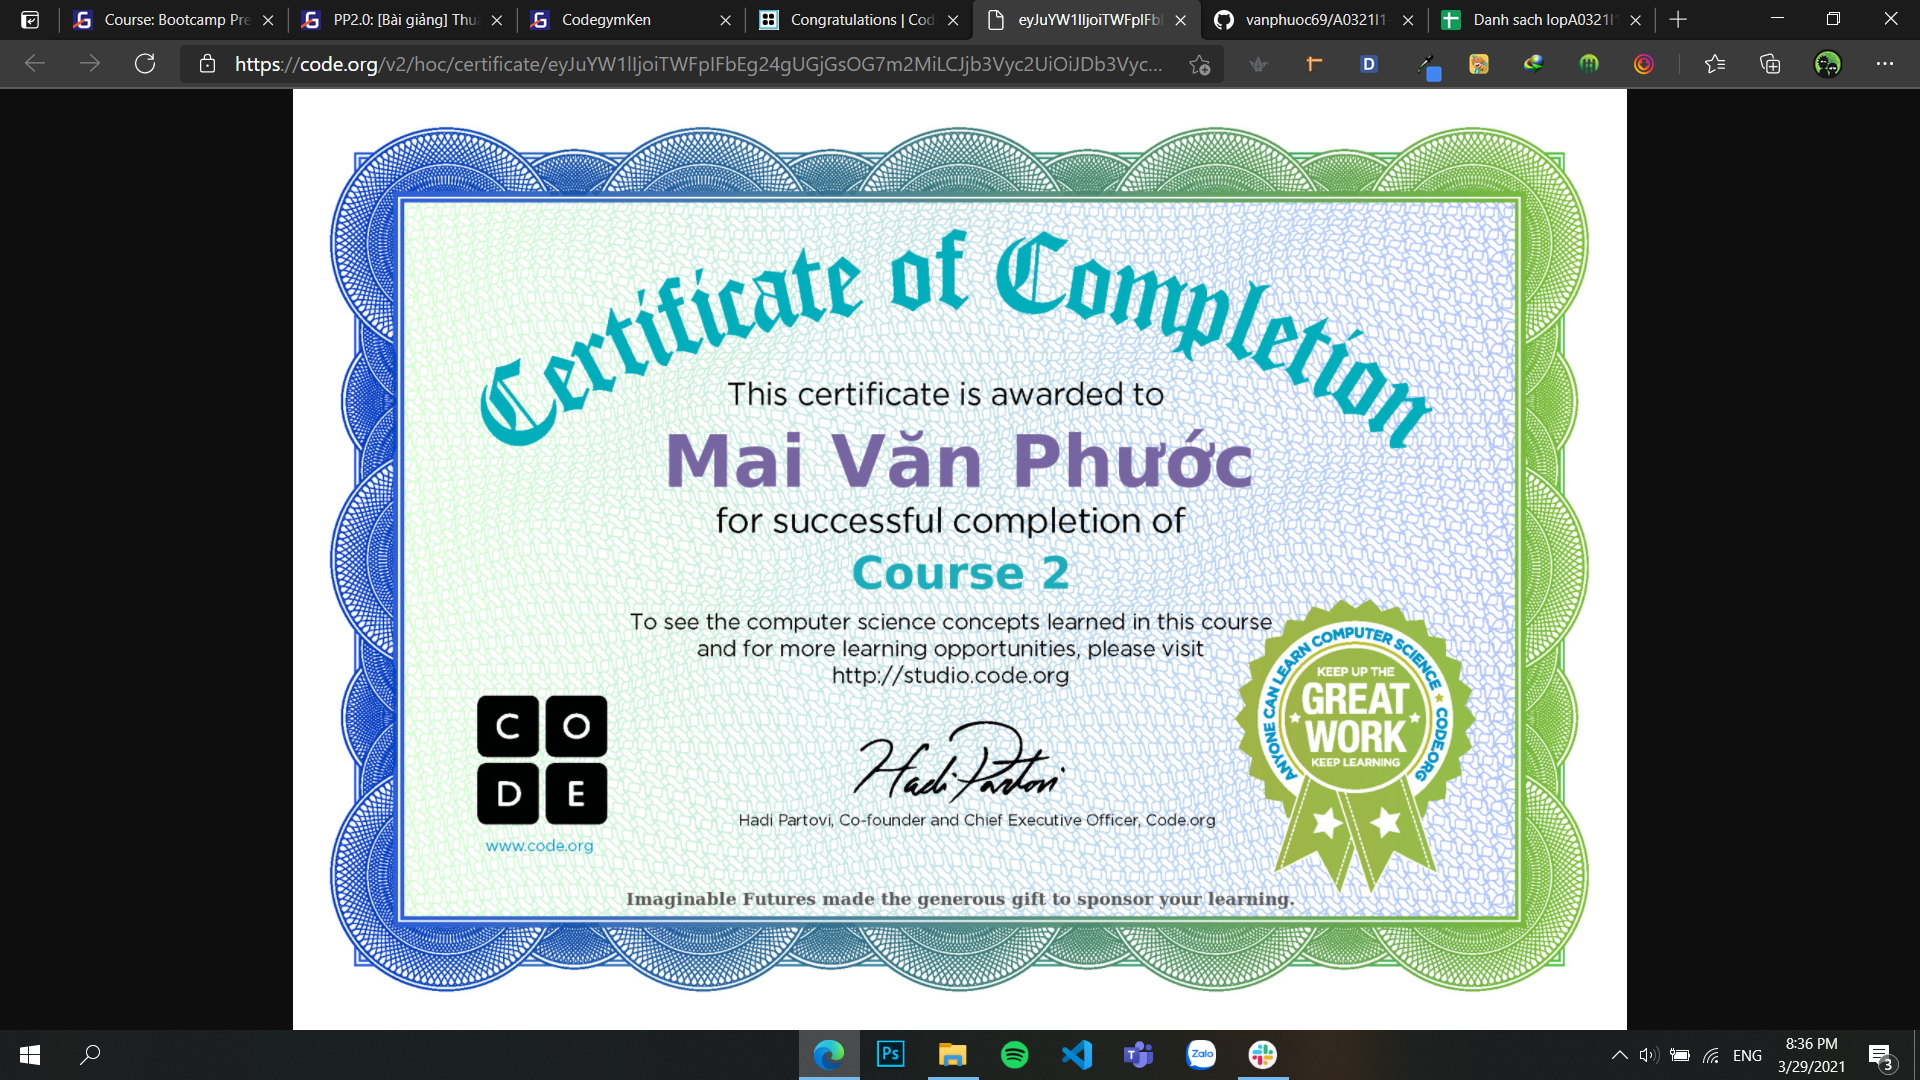 Course: Bootcamp Pre
PP2.0: [Bài giảng] Thu
CodegymKen
Congratulations | Cod
vanphuoc69/A0321I1
Danh sach lopA0321I1
https://code.org/v2/hoc/certificate/
Certificate of Completion
This certificate is awarded to
Mai Văn Phước
for successful completion of
Course 2
To see the computer science concepts learned in this course
and for more learning opportunities, please visit
http://studio.code.org
ANYONE CAN LEARN COMPUTER SCIENCE ★ CODE.ORG
KEEP UP THE
GREAT
WORK
KEEP LEARNING
C O
D E
www.code.org
Hadi Partovi
Hadi Partovi, Co-founder and Chief Executive Officer, Code.org
Imaginable Futures made the generous gift to sponsor your learning.
D
Ps
Zalo
ENG
8:36 PM
3/29/2021
3